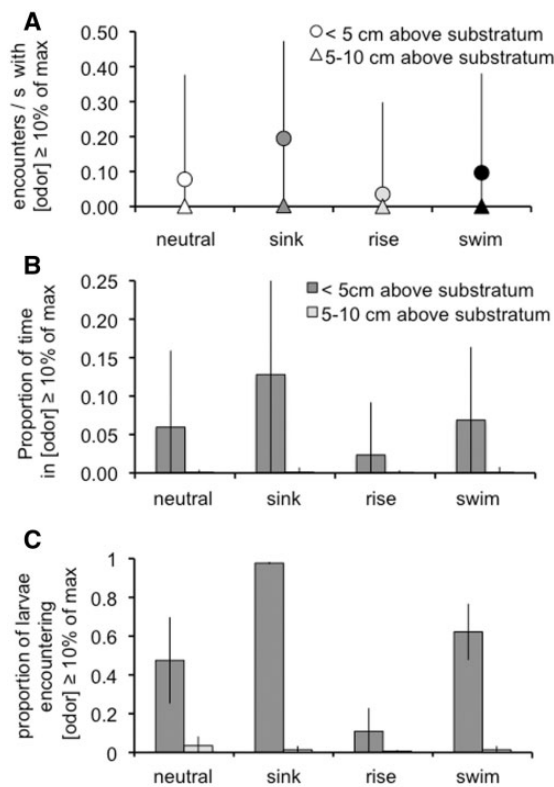 A
< 5 cm above substratum
5-10 cm above substratum
encounters / s with
[odor] ≥ 10% of max
0.50
0.40
0.30
0.20
0.10
0.00
neutral sink rise swim
B
< 5cm above substratum
5-10 cm above substratum
Proportion of time
in [odor] ≥ 10% of max
0.25
0.20
0.15
0.10
0.05
0.00
neutral sink rise swim
C
proportion of larvae
encountering
[odor] ≥ 10% of max
1
0.8
0.6
0.4
0.2
0
neutral sink rise swim